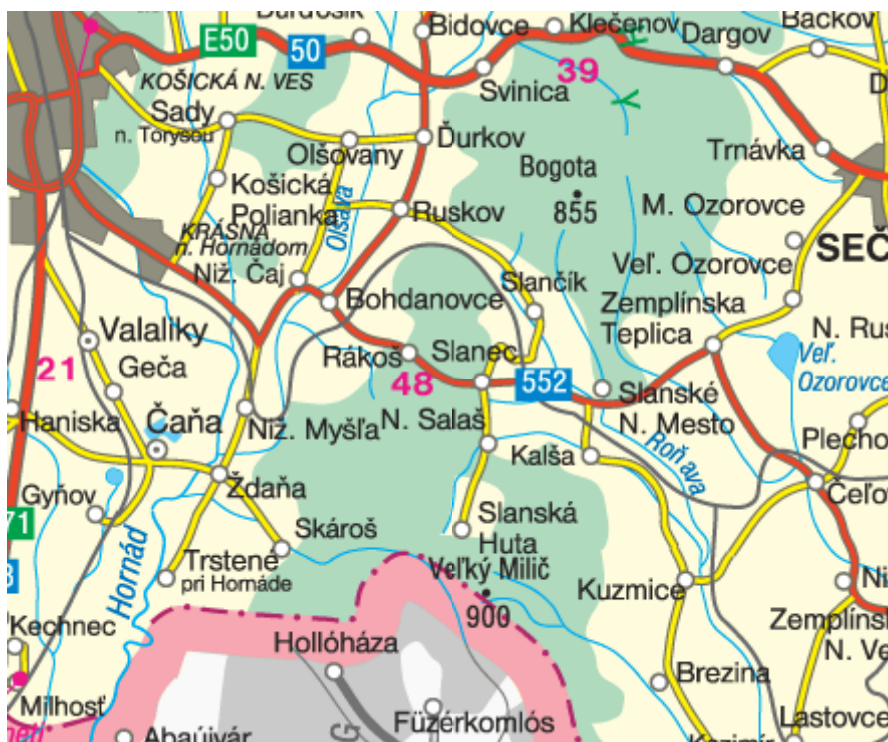 Ďurďošík
Bidovce
Klečenov
Dargov
Bačkov
E50
50
39
KOŠICKÁ N. VES
Svinica
Sady
n. Torysou
Olšovany
Ďurkov
Trnávka
Bogota
855
Košická
Polianka
Olšava
Ruskov
M. Ozorovce
KRÁSNA
n. Hornádom
SEČ
Niž. Čaj
Slančík
Veľ. Ozorovce
Bohdanovce
Zemplínska
Teplica
Valaliky
N. Rus
Rákoš
Slanec
Veľ.
Ozorovce
21
Geča
48
552
Slanské
N. Mesto
Haniska
Čaňa
Niž. Myšľa
N. Salaš
Plecho
Kalša
Roňava
Gyňov
Ždaňa
Čeľo
71
Skároš
Slanská
Huta
Hornád
Trstené
pri Hornáde
Veľký Milič
900
Kuzmice
Kechnec
Hollóháza
Zemplíns
N. Ve
Milhosť
Brezina
Füzérkomlós
Lastovce
Abaújvár
Kazimír